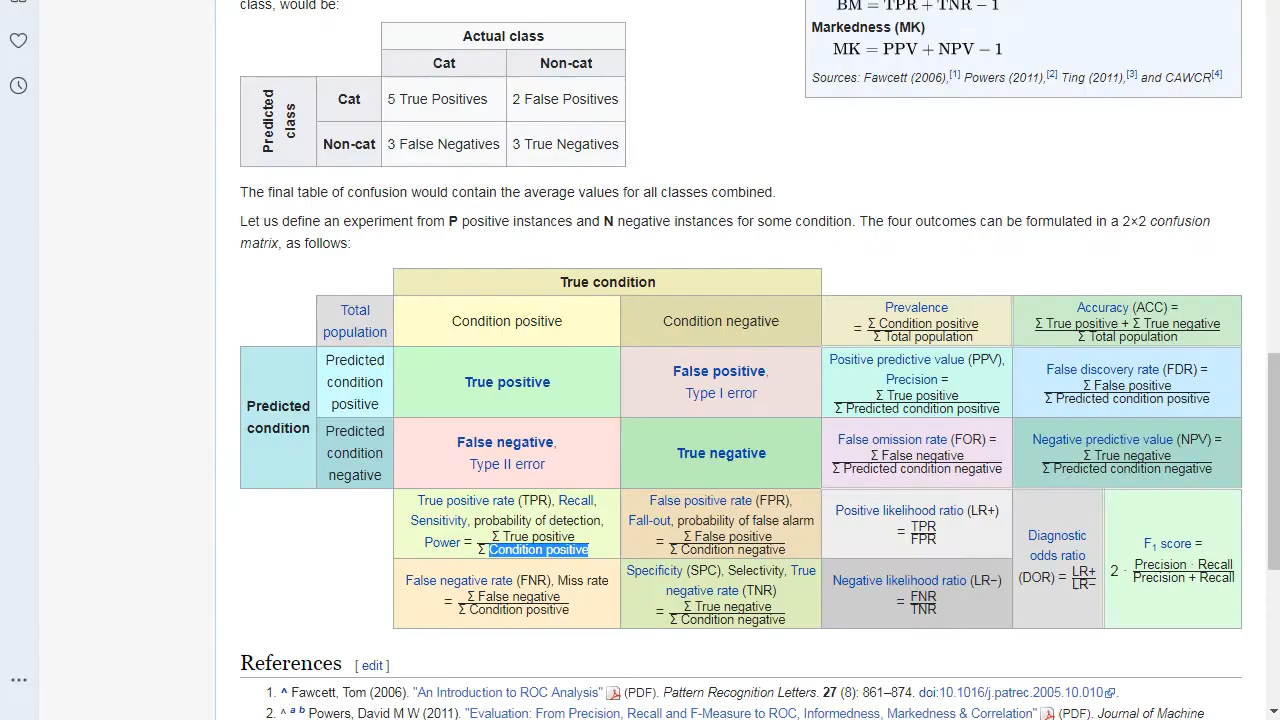 class, would be:
BM = TPR + TNR − 1
Markedness (MK)
MK = PPV + NPV − 1
Sources: Fawcett (2006),[1] Powers (2011),[2] Ting (2011),[3] and CAWCR[4]
Actual class
Cat
Non-cat
Predicted class
Cat
5 True Positives
2 False Positives
Non-cat
3 False Negatives
3 True Negatives
The final table of confusion would contain the average values for all classes combined.
Let us define an experiment from P positive instances and N negative instances for some condition. The four outcomes can be formulated in a 2×2 confusion
matrix, as follows:
True condition
Total
population
Condition positive
Condition negative
Prevalence
= Σ Condition positive
Σ Total population
Accuracy (ACC) =
Σ True positive + Σ True negative
Σ Total population
Predicted
condition
Predicted
condition
positive
True positive
False positive,
Type I error
Positive predictive value (PPV),
Precision =
Σ True positive
Σ Predicted condition positive
False discovery rate (FDR) =
Σ False positive
Σ Predicted condition positive
Predicted
condition
negative
False negative,
Type II error
True negative
False omission rate (FOR) =
Σ False negative
Σ Predicted condition negative
Negative predictive value (NPV) =
Σ True negative
Σ Predicted condition negative
True positive rate (TPR), Recall,
Sensitivity, probability of detection,
Power = Σ True positive
Σ Condition positive
False positive rate (FPR),
Fall-out, probability of false alarm
= Σ False positive
Σ Condition negative
Positive likelihood ratio (LR+)
= TPR
FPR
Diagnostic
odds ratio
(DOR) = LR+
LR−
F1 score =
2 · Precision · Recall
Precision + Recall
False negative rate (FNR), Miss rate
= Σ False negative
Σ Condition positive
Specificity (SPC), Selectivity, True
negative rate (TNR)
= Σ True negative
Σ Condition negative
Negative likelihood ratio (LR−)
= FNR
TNR
References [ edit ]
1. ^ Fawcett, Tom (2006). "An Introduction to ROC Analysis" (PDF). Pattern Recognition Letters. 27 (8): 861–874. doi:10.1016/j.patrec.2005.10.010.
2. ^ a b Powers, David M W (2011). "Evaluation: From Precision, Recall and F-Measure to ROC, Informedness, Markedness & Correlation" (PDF). Journal of Machine